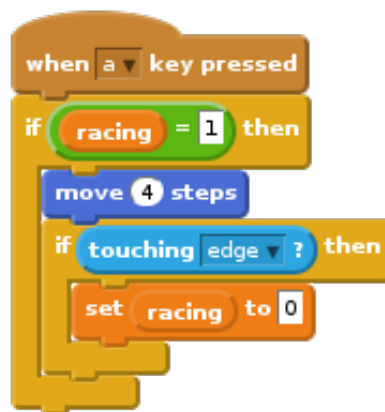 when a key pressed
if racing = 1 then
move 4 steps
if touching edge ? then
set racing to 0